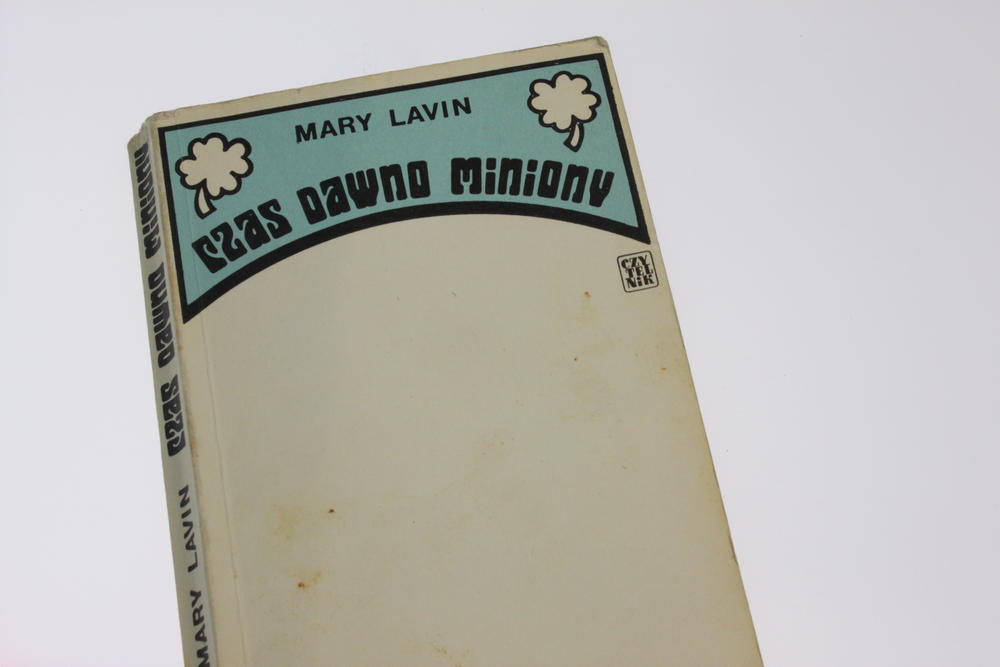 MARY LAVIN
czas dawno miniony
CZY
TEL
NiK
MARY LAVIN czas dawno miniony